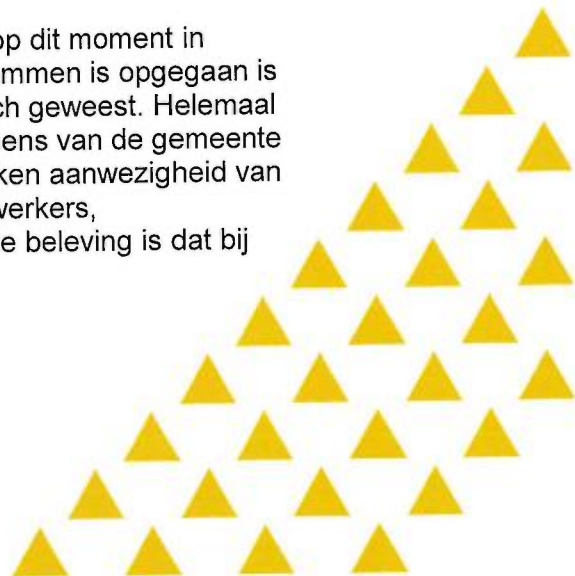 op dit moment in
mmen is opgegaan is
ch geweest. Helemaal
ens van de gemeente
ken aanwezigheid van
werkers,
e beleving is dat bij